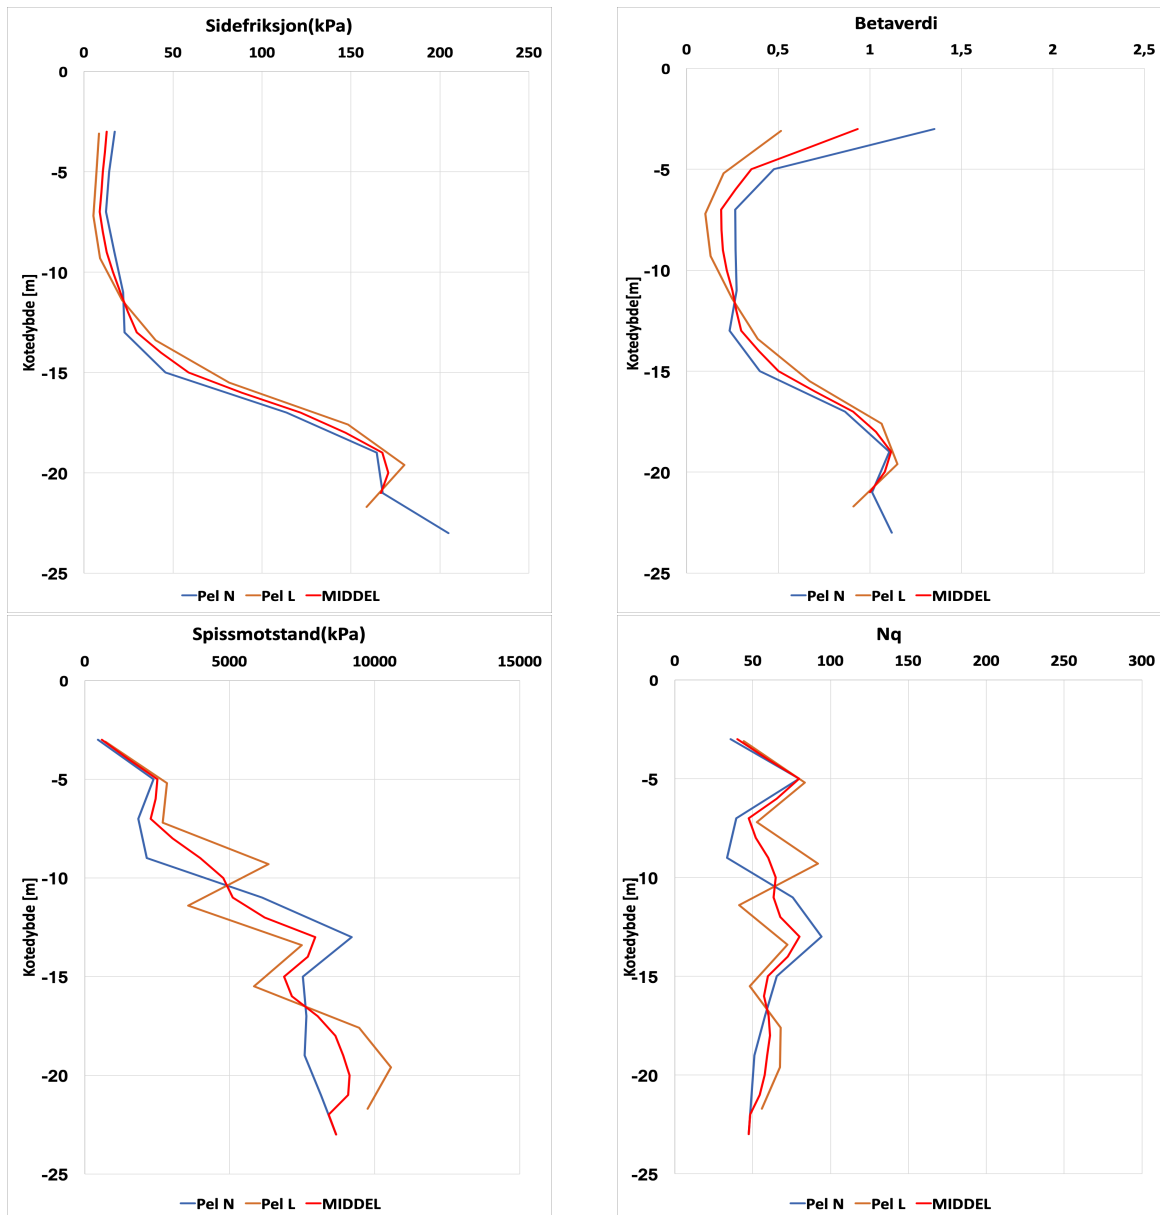 Sidefriksjon(kPa)
0 50 100 150 200 250
0
-5
-10
-15
-20
-25
Kotedybde [m]
Pel N Pel L MIDDEL
Betaverdi
0 0,5 1 1,5 2 2,5
0
-5
-10
-15
-20
-25
Kotedybde[m]
Pel N Pel L MIDDEL
Spissmotstand(kPa)
0 5000 10000 15000
0
-5
-10
-15
-20
-25
Kotedybde [m]
Pel N Pel L MIDDEL
Nq
0 50 100 150 200 250 300
0
-5
-10
-15
-20
-25
Kotedybde [m]
Pel N Pel L MIDDEL